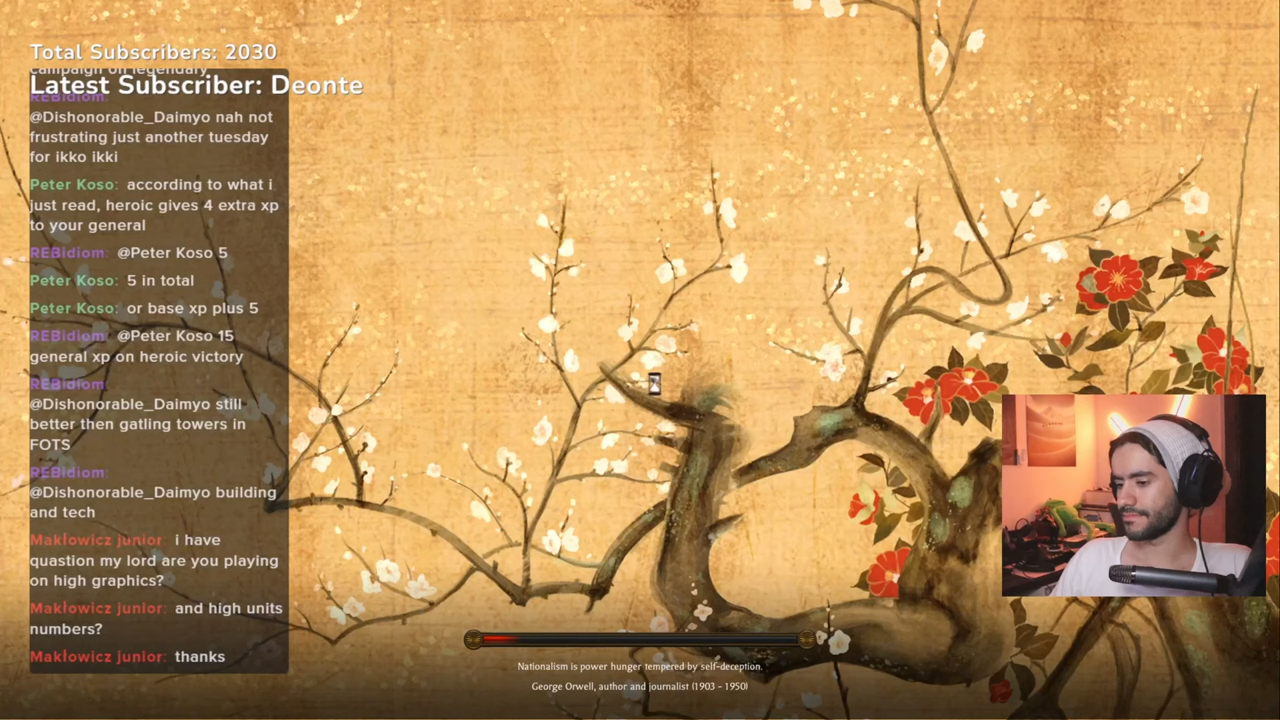 Total Subscribers: 2030
campaign on legendary
Latest Subscriber: Deonte
REBidiom:
@Dishonorable_Daimyo nah not
frustrating just another tuesday
for ikko ikki
Peter Koso: according to what i
just read, heroic gives 4 extra xp
to your general
REBidiom: @Peter Koso 5
Peter Koso: 5 in total
Peter Koso: or base xp plus 5
REBidiom: @Peter Koso 15
general xp on heroic victory
REBidiom:
@Dishonorable_Daimyo still
better then gatling towers in
FOTS
REBidiom:
@Dishonorable_Daimyo building
and tech
Makłowicz junior: i have
quastion my lord are you playing
on high graphics?
Makłowicz junior: and high units
numbers?
Makłowicz junior: thanks
Nationalism is power hunger tempered by self-deception.
George Orwell, author and journalist (1903 – 1950)